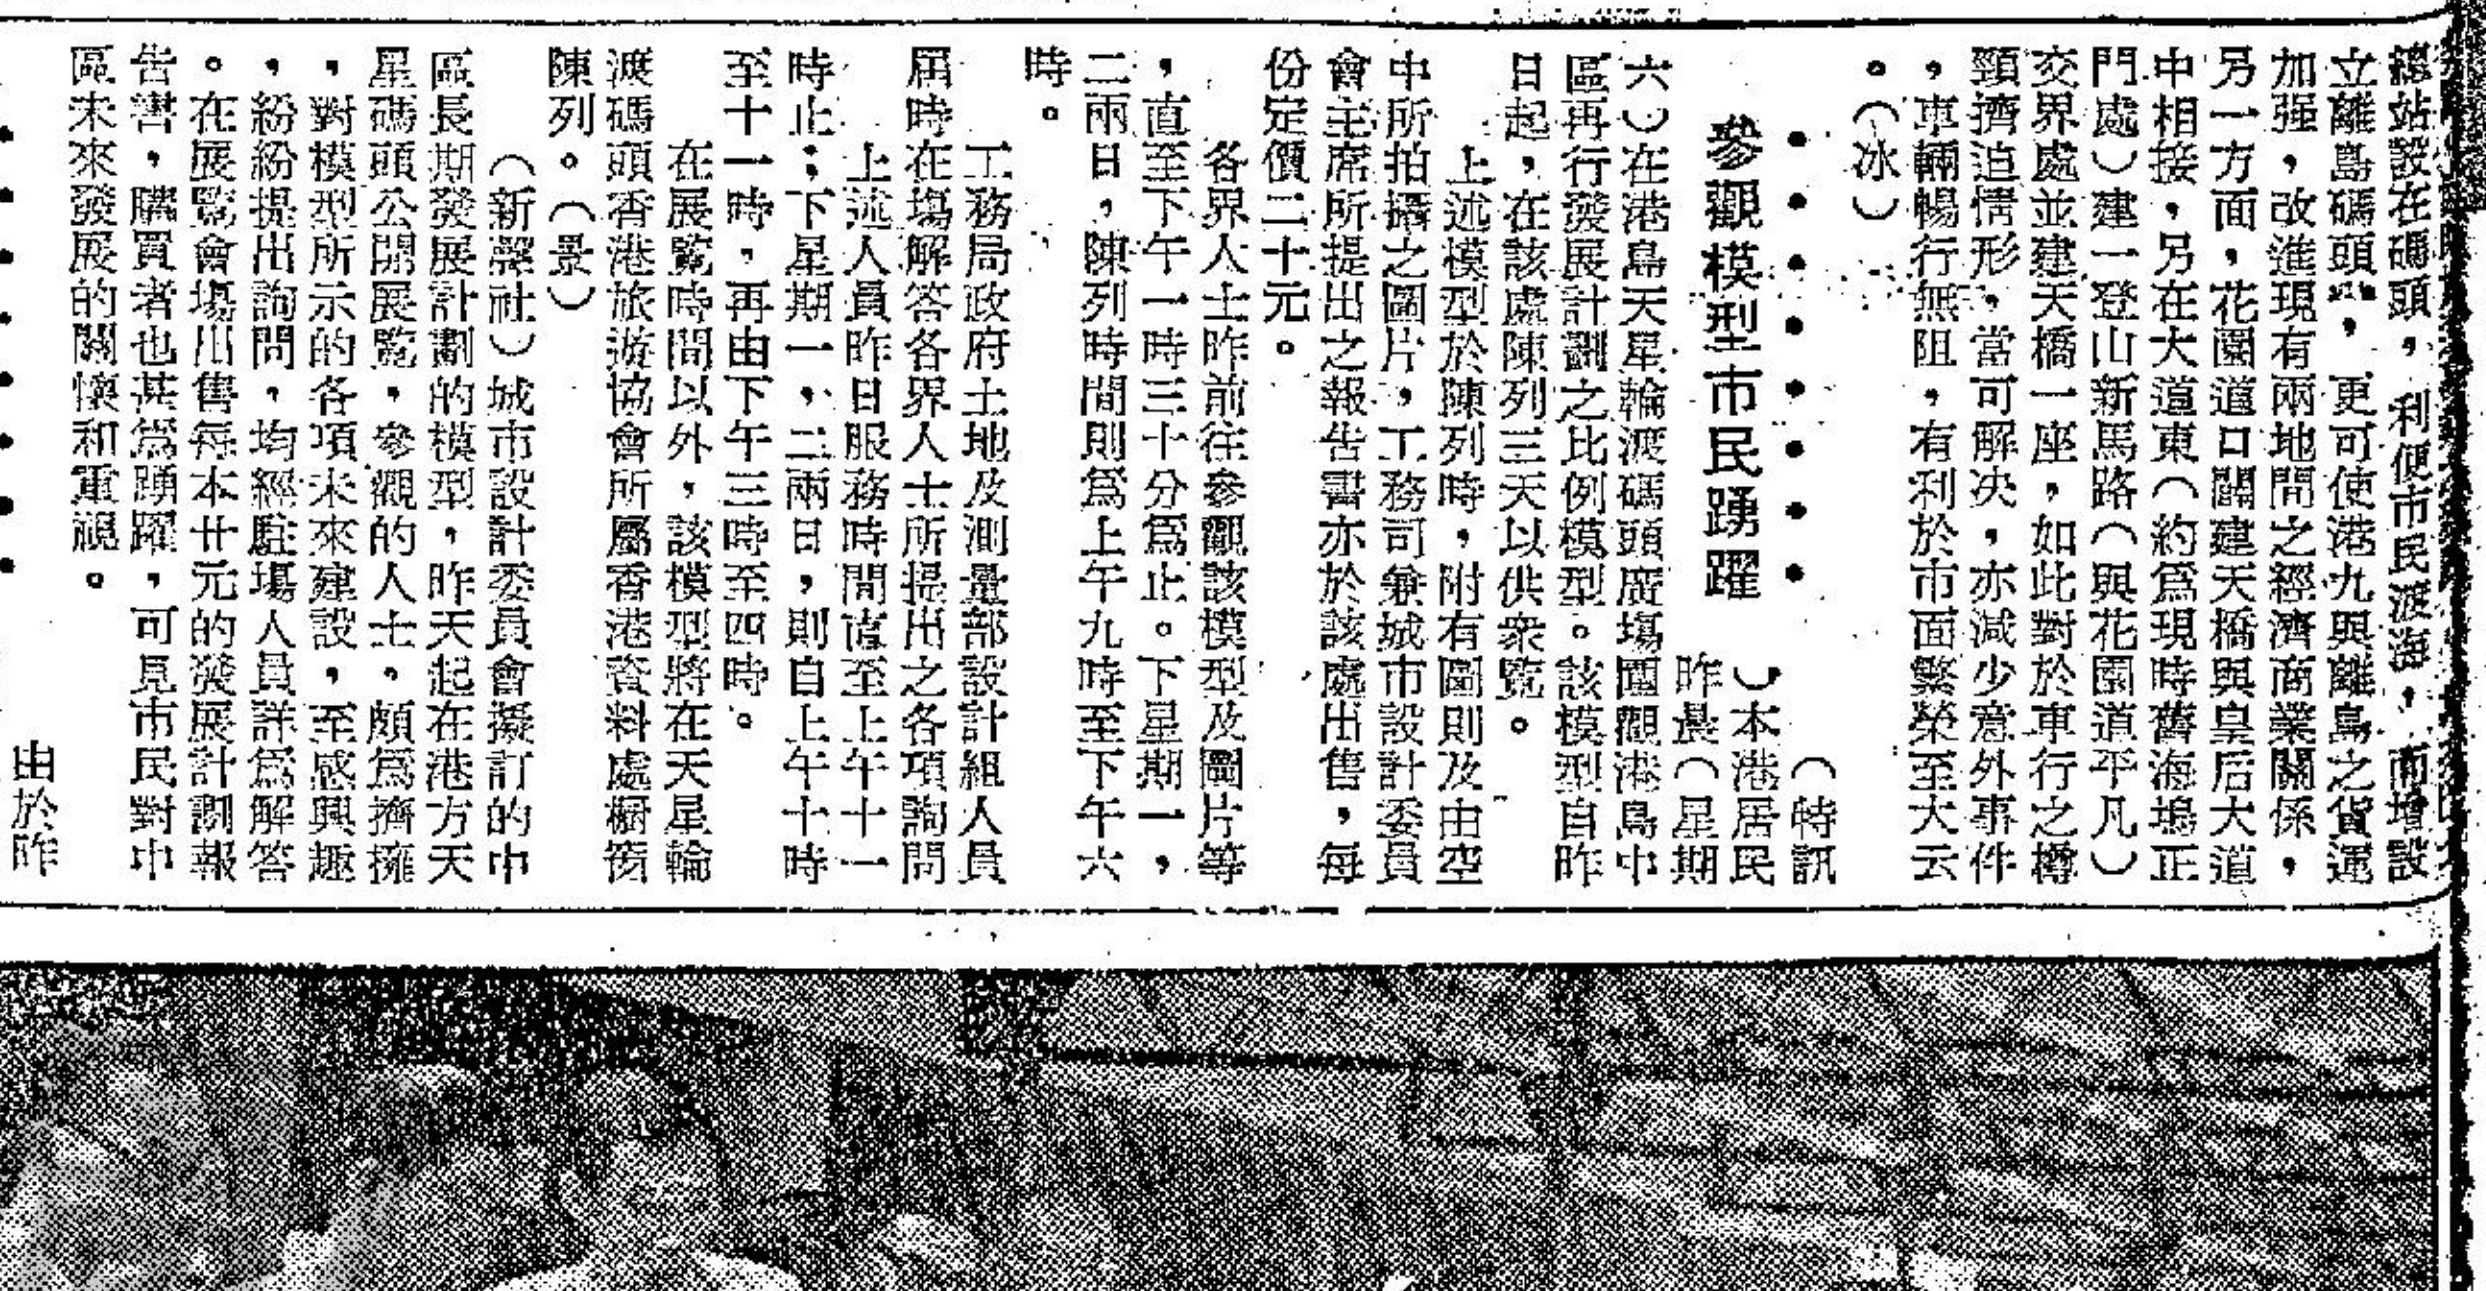 總站設在碼頭,利便市民渡海,而增設
立離島碼頭,更可使港九與離島之貨運
加强,改進現有兩地間之經濟商業關係,
另一方面,花園道口關建天橋與皇后大道
中相接,另在大道東(約爲現時舊海塢正
門處)建一登山新馬路(與花園道平凡)
交界處並建天橋一座,如此對於車行之樽
頸擠迫情形,當可解决,亦減少意外事件
,車輛暢行無阻,有利於市面繁榮至大云
。(冰)
參觀模型市民踴躍
(特訊
)本港居民
昨晨(星期
六)在港島天星輪渡碼頭廣塲圍觀港島中
區再行發展計劃之比例模型。該模型自昨
日起,在該處陳列三天以供衆覽。
上述模型於陳列時,附有圖則及由空
中所拍攝之圖片,工務司兼城市設計委員
會主席所提出之報告書亦於該處出售,每
份定價二十元。
各界人士昨前往參觀該模型及圖片等
,直至下午一時三十分爲止。下星期一,
二兩日,陳列時間則爲上午九時至下午六
時。
工務局政府土地及測量部設計組人員
屆時在塲解答各界人士所提出之各項詢問
上述人員昨日服務時間直至上午十一
時止;下星期一,二兩日,則自上午十時
至十一時,再由下午三時至四時。
在展覽時間以外,該模型將在天星輪
渡碼頭香港旅遊協會所屬香港資料處橱窗
陳列。(景)
(新聲社)城市設計委員會擬訂的中
區長期發展計劃的模型,昨天起在港方天
星碼頭公開展覽,參觀的人士,頗爲擠擁
,對模型所示的各項未來建設,至感興趣
,紛紛提出詢問,均經駐塲人員詳爲解答
。在展覽會塲出售每本廿元的發展計劃報
告書,購買者也甚爲踴躍,可見市民對中
區未來發展的關懷和重視。
由於昨